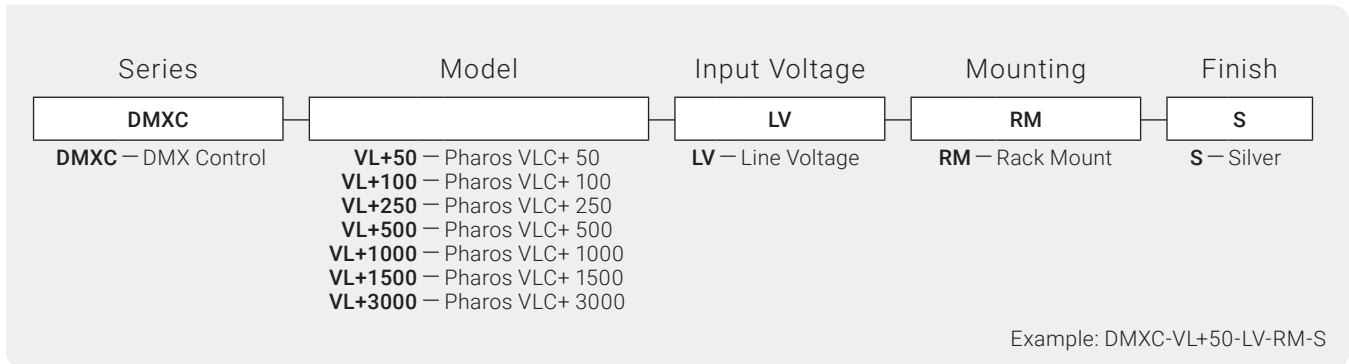 Series Model Input Voltage Mounting Finish
DMXC LV RM S
DMXC — DMX Control VL+50 — Pharos VLC+ 50 LV — Line Voltage RM — Rack Mount S — Silver
VL+100 — Pharos VLC+ 100
VL+250 — Pharos VLC+ 250
VL+500 — Pharos VLC+ 500
VL+1000 — Pharos VLC+ 1000
VL+1500 — Pharos VLC+ 1500
VL+3000 — Pharos VLC+ 3000
Example: DMXC-VL+50-LV-RM-S